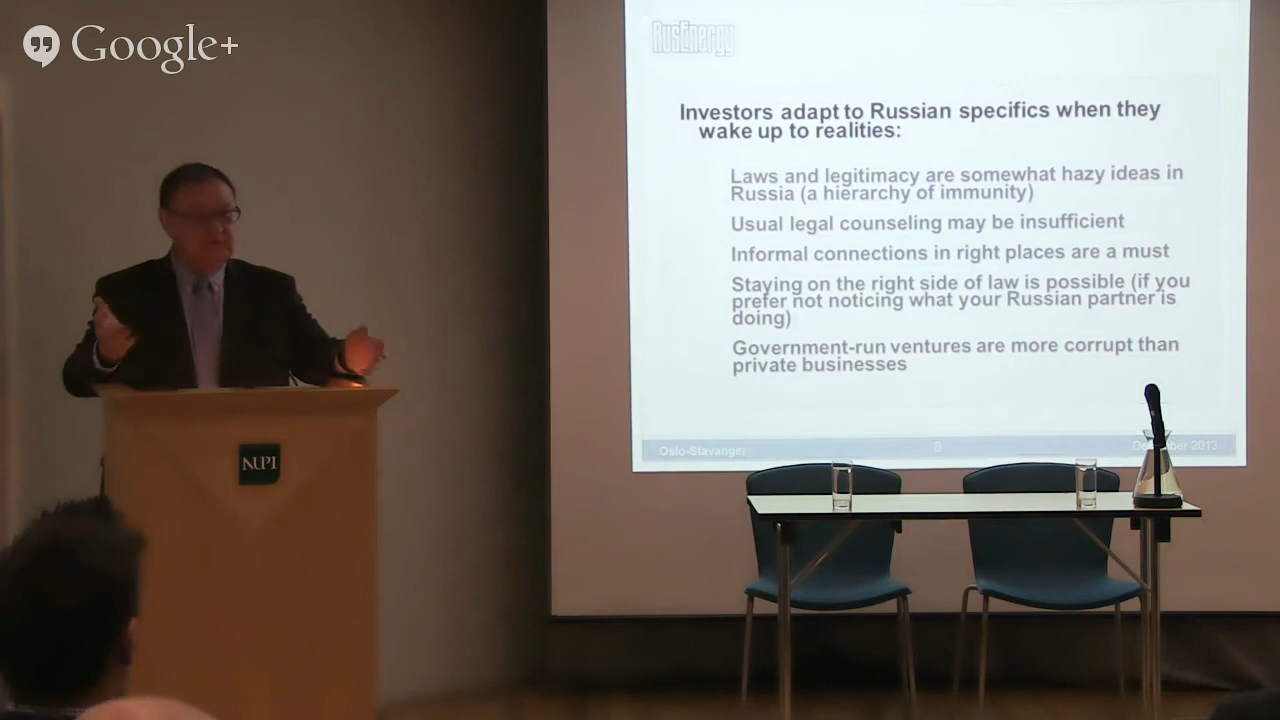 Google+
RusEnergy
Investors adapt to Russian specifics when they
wake up to realities:
Laws and legitimacy are somewhat hazy ideas in
Russia (a hierarchy of immunity)
Usual legal counseling may be insufficient
Informal connections in right places are a must
Staying on the right side of law is possible (if you
prefer not noticing what your Russian partner is
doing)
Government-run ventures are more corrupt than
private businesses
Oslo-Stavanger 8 2013
NUPI